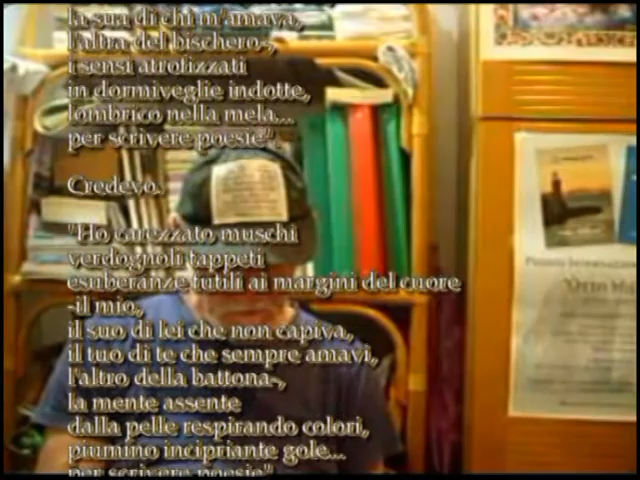 la sua di chi m'amava,
l'altra del bischero-,
i sensi atrofizzati
in dormiveglie indotte,
lombrico nella mela...
per scrivere poesie".
Credevo.
"Ho carezzato muschi
verdognoli tappeti
esuberanze futili ai margini del cuore
-il mio,
il suo di lei che non capiva,
il tuo di te che sempre amavi,
l'altro della battona-,
la mente assente
dalla pelle respirando colori,
piumino incipriante gole...
per scrivere poesie"